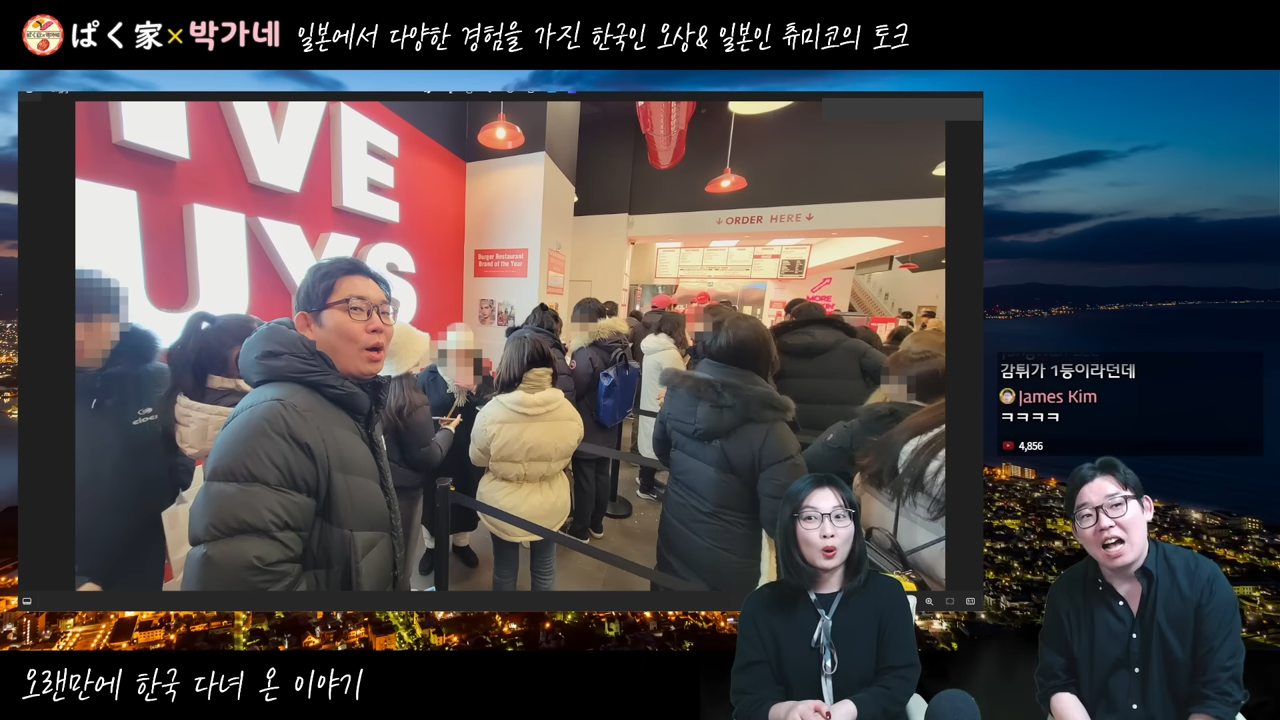 ぱく家×박가네 일본에서 다양한 경험을 가진 한국인 오상& 일본인 츄미코의 토크
IVE
UYS
↓ORDER HERE↓
Burger Restaurant
Brand of the Year
MORE
감튀가 1등이라던데
James Kim
ㅋㅋㅋㅋ
4,856
오랜만에 한국 다녀 온 이야기